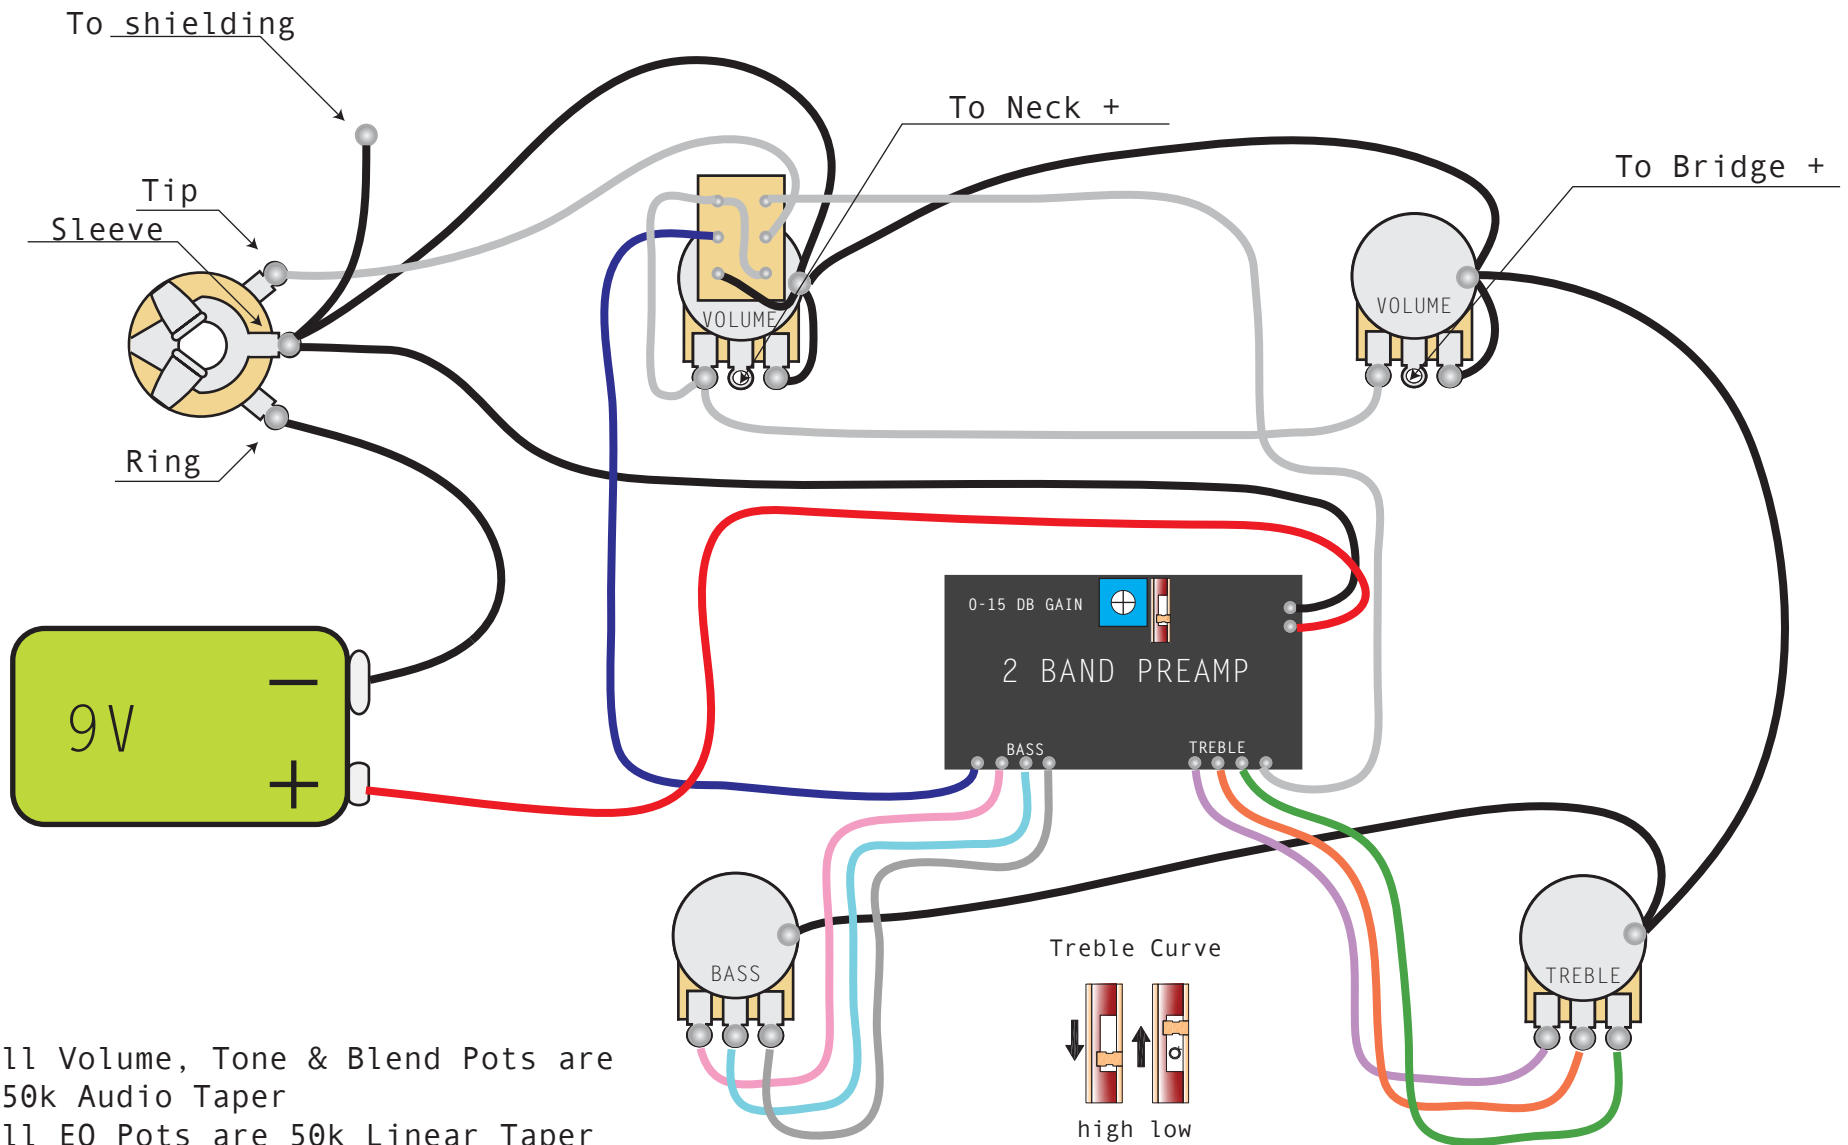 To shielding
To Neck +
To Bridge +
Tip
Sleeve
Ring
VOLUME
VOLUME
0-15 DB GAIN
2 BAND PREAMP
9V
−
+
BASS
TREBLE
BASS
TREBLE
Treble Curve
high low
ll Volume, Tone & Blend Pots are
50k Audio Taper
ll EQ Pots are 50k Linear Taper